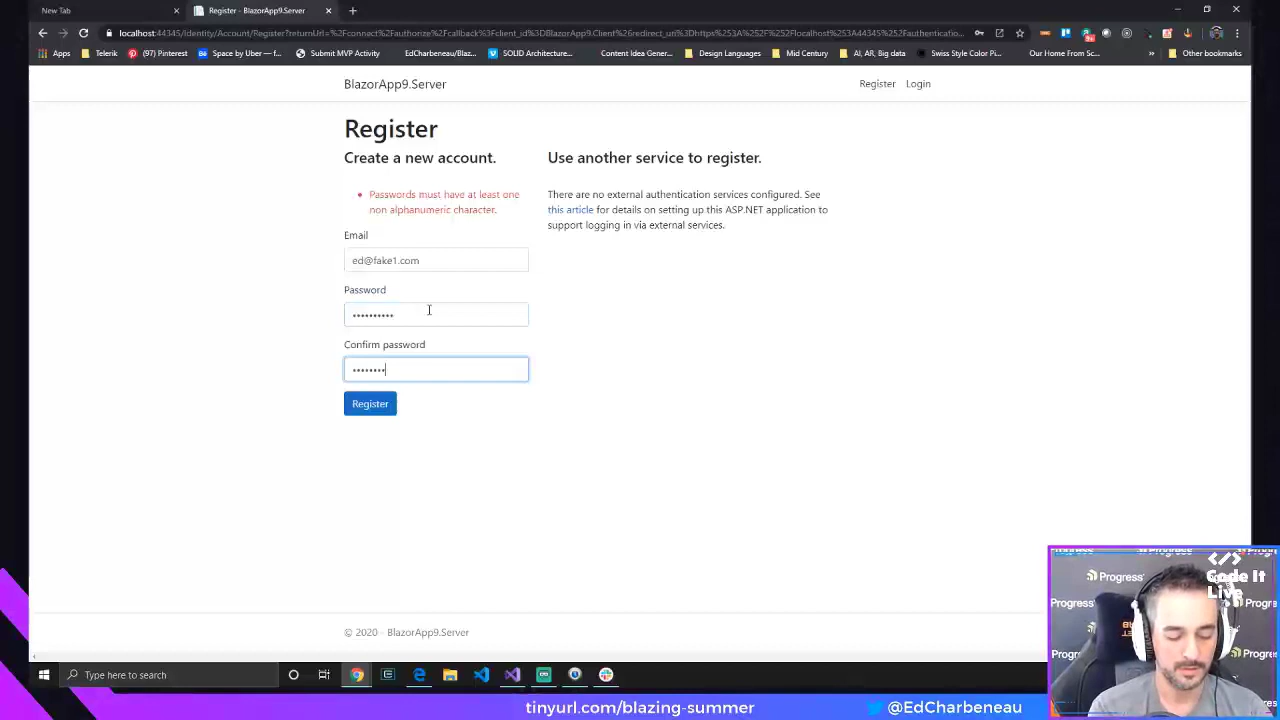 New Tab
Register - BlazorApp9.Server
localhost:44345/Identity/Account/Register?returnUrl=%2Fconnect%2Fauthorize%2Fcallback%3Fclient_id%3DBlazorApp9.Client%26redirect_uri%3Dhttps%253A%252F%252Flocalhost%253A44345%252Fauthentication...
Apps
Telerik
(97) Pinterest
Space by Uber — f...
Submit MVP Activity
EdCharbeneau/Blaz...
SOLID Architecture...
Content Idea Gener...
Design Languages
Mid Century
AI, AR, Big data
Swiss Style Color Pi...
Our Home From Sc...
Other bookmarks
BlazorApp9.Server
Register
Login
Register
Create a new account.
Passwords must have at least one
non alphanumeric character.
Email
ed@fake1.com
Password
Confirm password
Register
Use another service to register.
There are no external authentication services configured. See
this article for details on setting up this ASP.NET application to
support logging in via external services.
© 2020 - BlazorApp9.Server
Progress
Progress
Progress
Code It
Live
Type here to search
tinyurl.com/blazing-summer
@EdCharbeneau